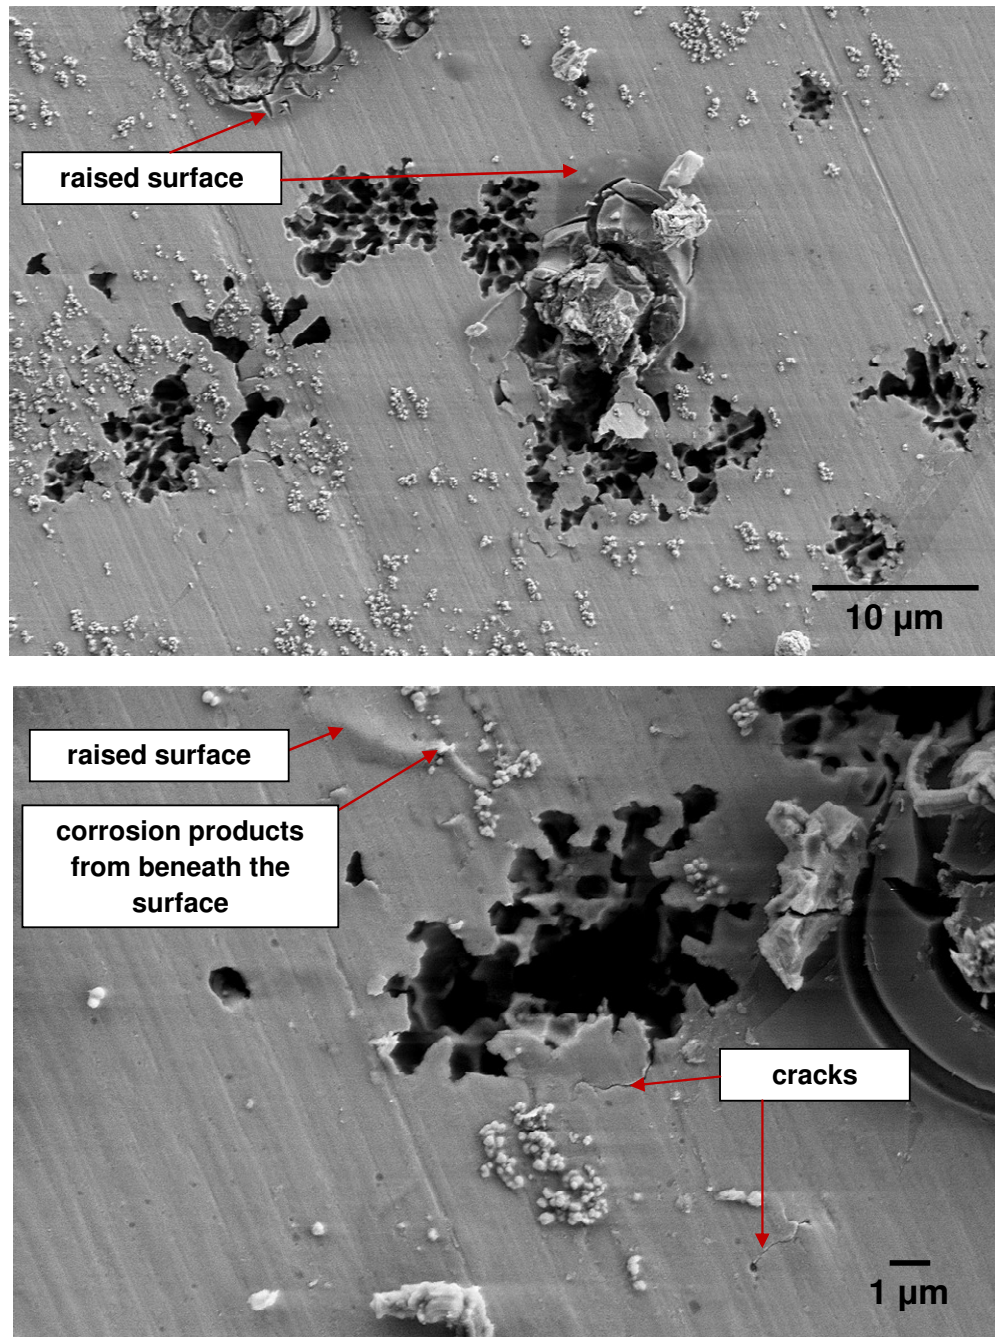 raised surface
10 µm
raised surface
corrosion products
from beneath the
surface
cracks
1 µm